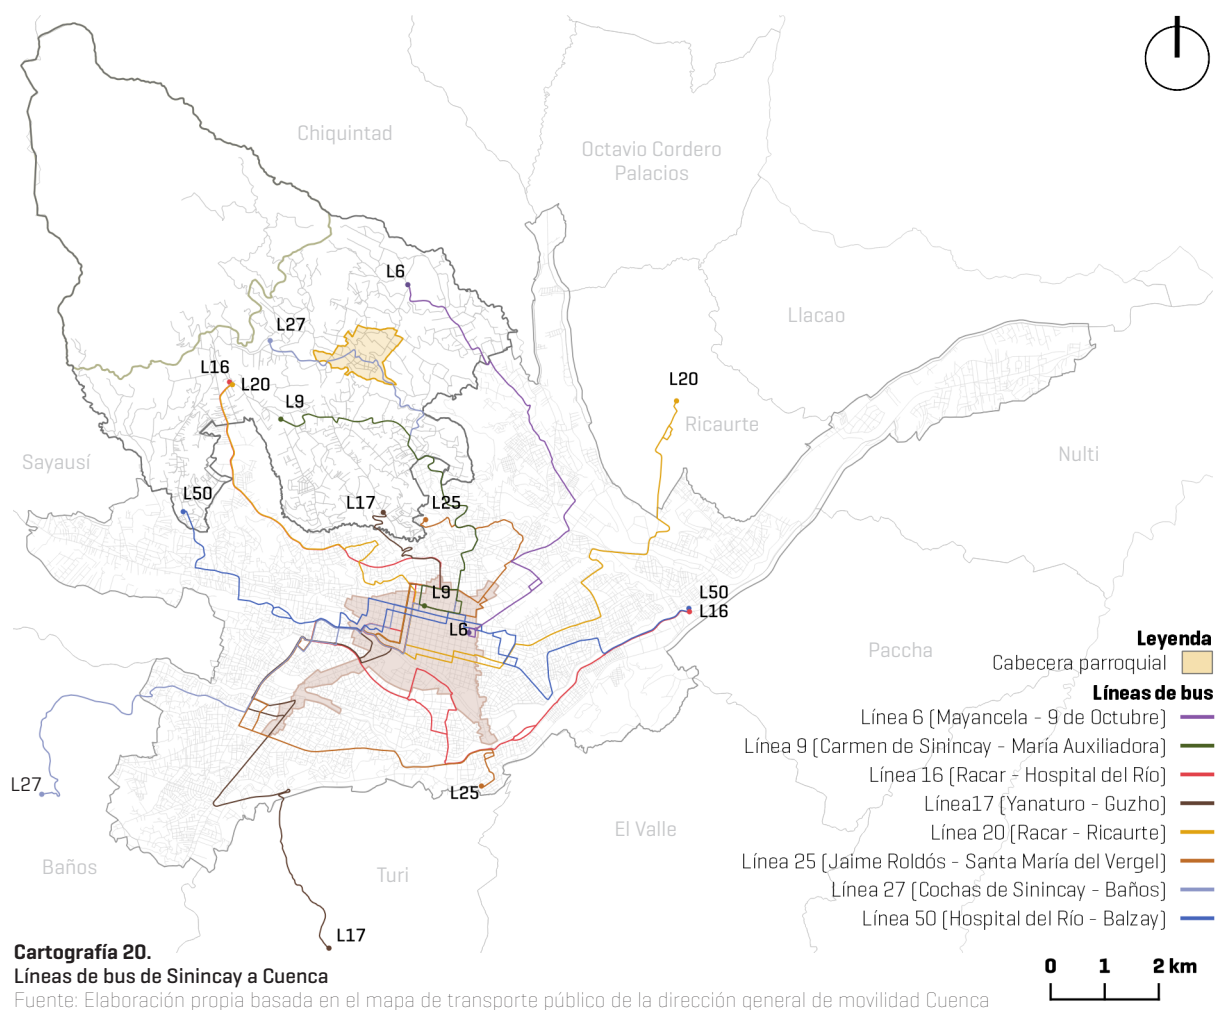 Chiquintad
Octavio Cordero
Palacios
L6
L27
Llacao
L16
L20
L20
L9
Ricaurte
Sayausí
Nulti
L50
L17
L25
L9
L50
L16
L6
Paccha
Leyenda
Cabecera parroquial
Líneas de bus
Línea 6 (Mayancela - 9 de Octubre)
Línea 9 (Carmen de Sinincay - María Auxiliadora)
Línea 16 (Racar - Hospital del Río)
Línea17 (Yanaturo - Guzho)
Línea 20 (Racar - Ricaurte)
Línea 25 (Jaime Roldós - Santa María del Vergel)
Línea 27 (Cochas de Sinincay - Baños)
Línea 50 (Hospital del Río - Balzay)
L27
L25
El Valle
Baños
Turi
L17
Cartografía 20.
Líneas de bus de Sinincay a Cuenca
Fuente: Elaboración propia basada en el mapa de transporte público de la dirección general de movilidad Cuenca
0 1 2 km